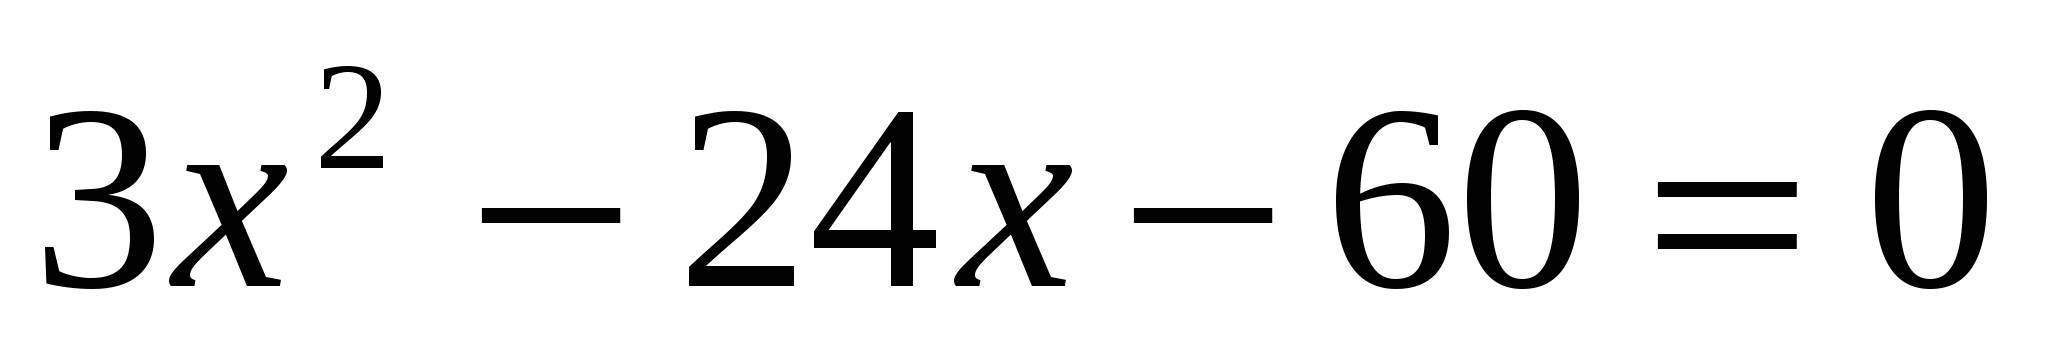 3x² − 24x − 60 = 0